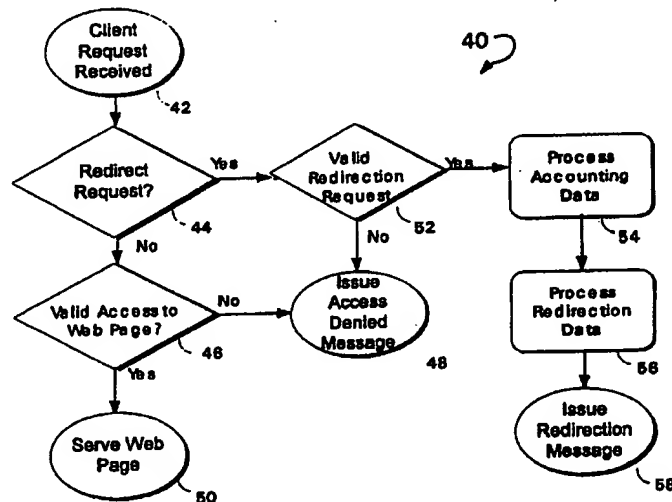 Client
Request
Received
42
40
Redirect
Request?
44
Yes
Valid
Redirection
Request
52
Yes
Process
Accounting
Data
54
No
No
Valid Access to
Web Page?
46
No
Issue
Access
Denied
Message
48
Process
Redirection
Data
56
Yes
Serve Web
Page
50
Issue
Redirection
Message
58